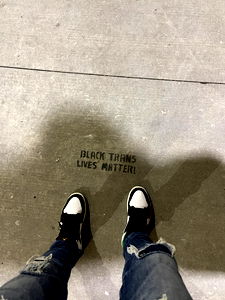 BLACK TRANS
LIVES MATTER!